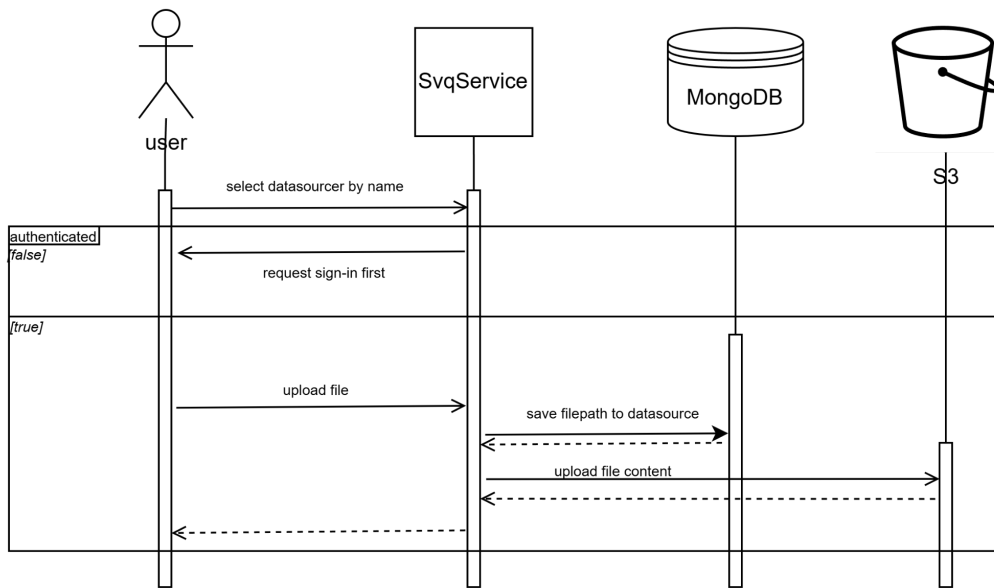 SvqService
MongoDB
user
S3
select datasourcer by name
authenticated
[false]
request sign-in first
[true]
upload file
save filepath to datasource
upload file content